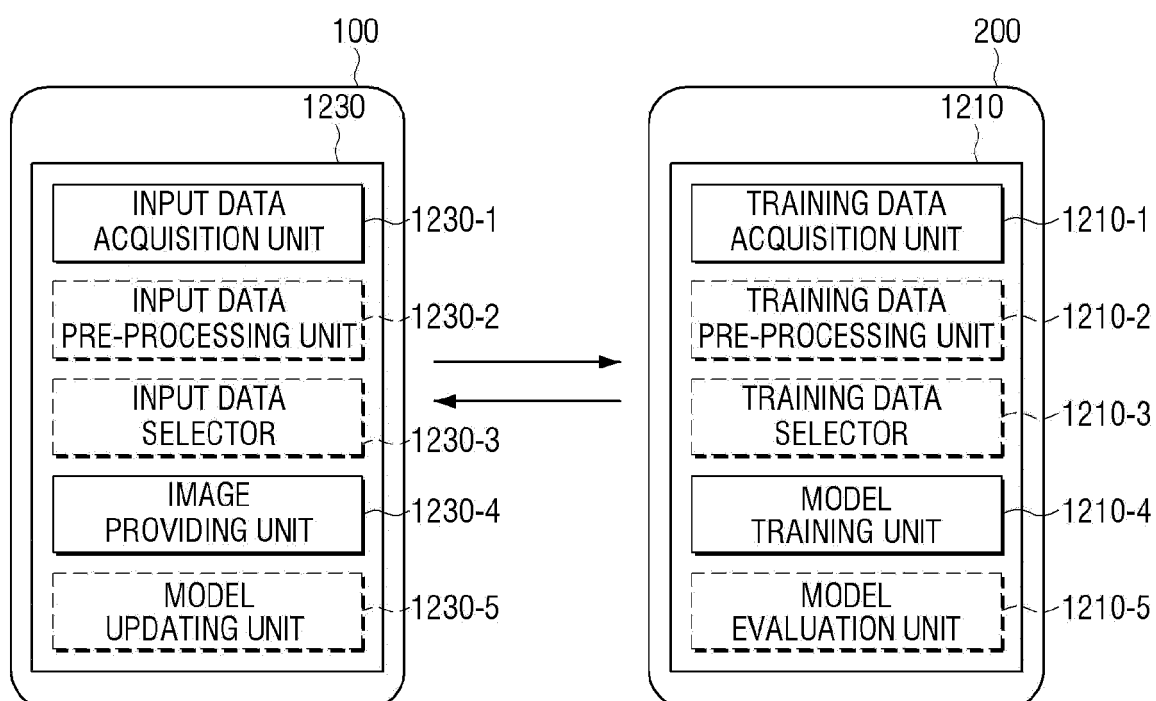 100
1230
INPUT DATA
ACQUISITION UNIT
1230-1
INPUT DATA
PRE-PROCESSING UNIT
1230-2
INPUT DATA
SELECTOR
1230-3
IMAGE
PROVIDING UNIT
1230-4
MODEL
UPDATING UNIT
1230-5
200
1210
TRAINING DATA
ACQUISITION UNIT
1210-1
TRAINING DATA
PRE-PROCESSING UNIT
1210-2
TRAINING DATA
SELECTOR
1210-3
MODEL
TRAINING UNIT
1210-4
MODEL
EVALUATION UNIT
1210-5